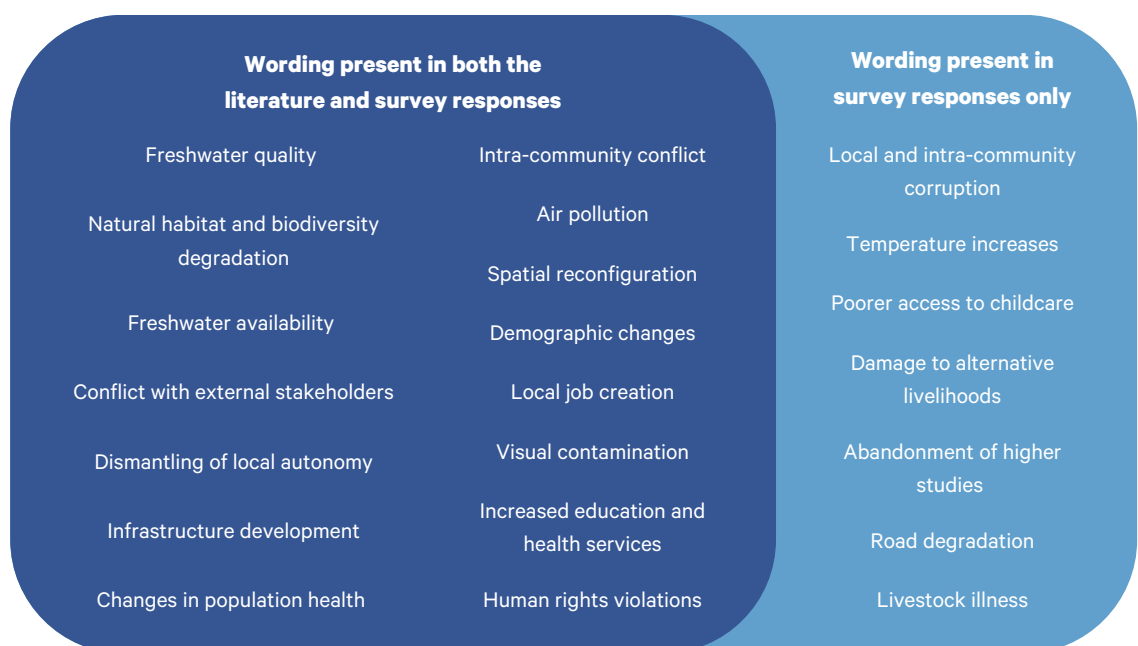 Wording present in both the
literature and survey responses
Freshwater quality
Natural habitat and biodiversity
degradation
Freshwater availability
Conflict with external stakeholders
Dismantling of local autonomy
Infrastructure development
Changes in population health
Intra-community conflict
Air pollution
Spatial reconfiguration
Demographic changes
Local job creation
Visual contamination
Increased education and
health services
Human rights violations
Wording present in
survey responses only
Local and intra-community
corruption
Temperature increases
Poorer access to childcare
Damage to alternative
livelihoods
Abandonment of higher
studies
Road degradation
Livestock illness